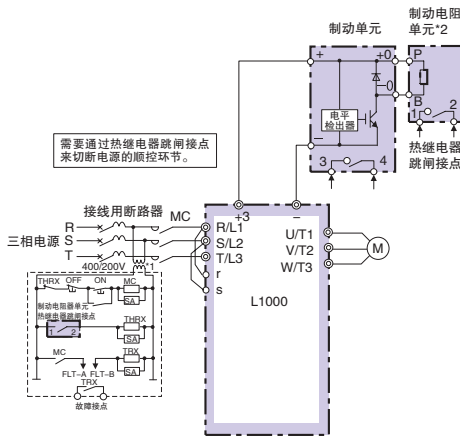 制动单元
制动电阻
单元*2
+ +0 P
0
电平
检出器
B
1 2
−
3 4
热继电器
跳闸接点
需要通过热继电器跳闸接点
来切断电源的顺控环节。
接线用断路器 MC
+3 −
三相电源
R R/L1 U/T1
S S/L2 V/T2 M
T T/L3 W/T3
400/200V *1 r
s
L1000
THRX OFF ON MC
SA
制动电阻器单元
热继电器跳闸接点
1 2 THRX
SA
MC TRX
FLT-A FLT-B SA
TRX
故障接点